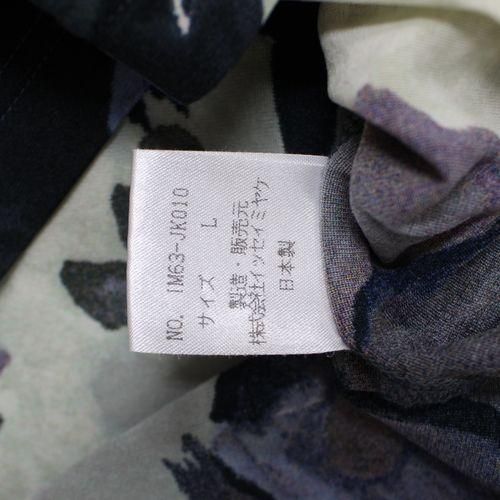 NO. IM63-JK010
サイズ L
製造・販売元
株式会社イッセイミヤケ
日本製